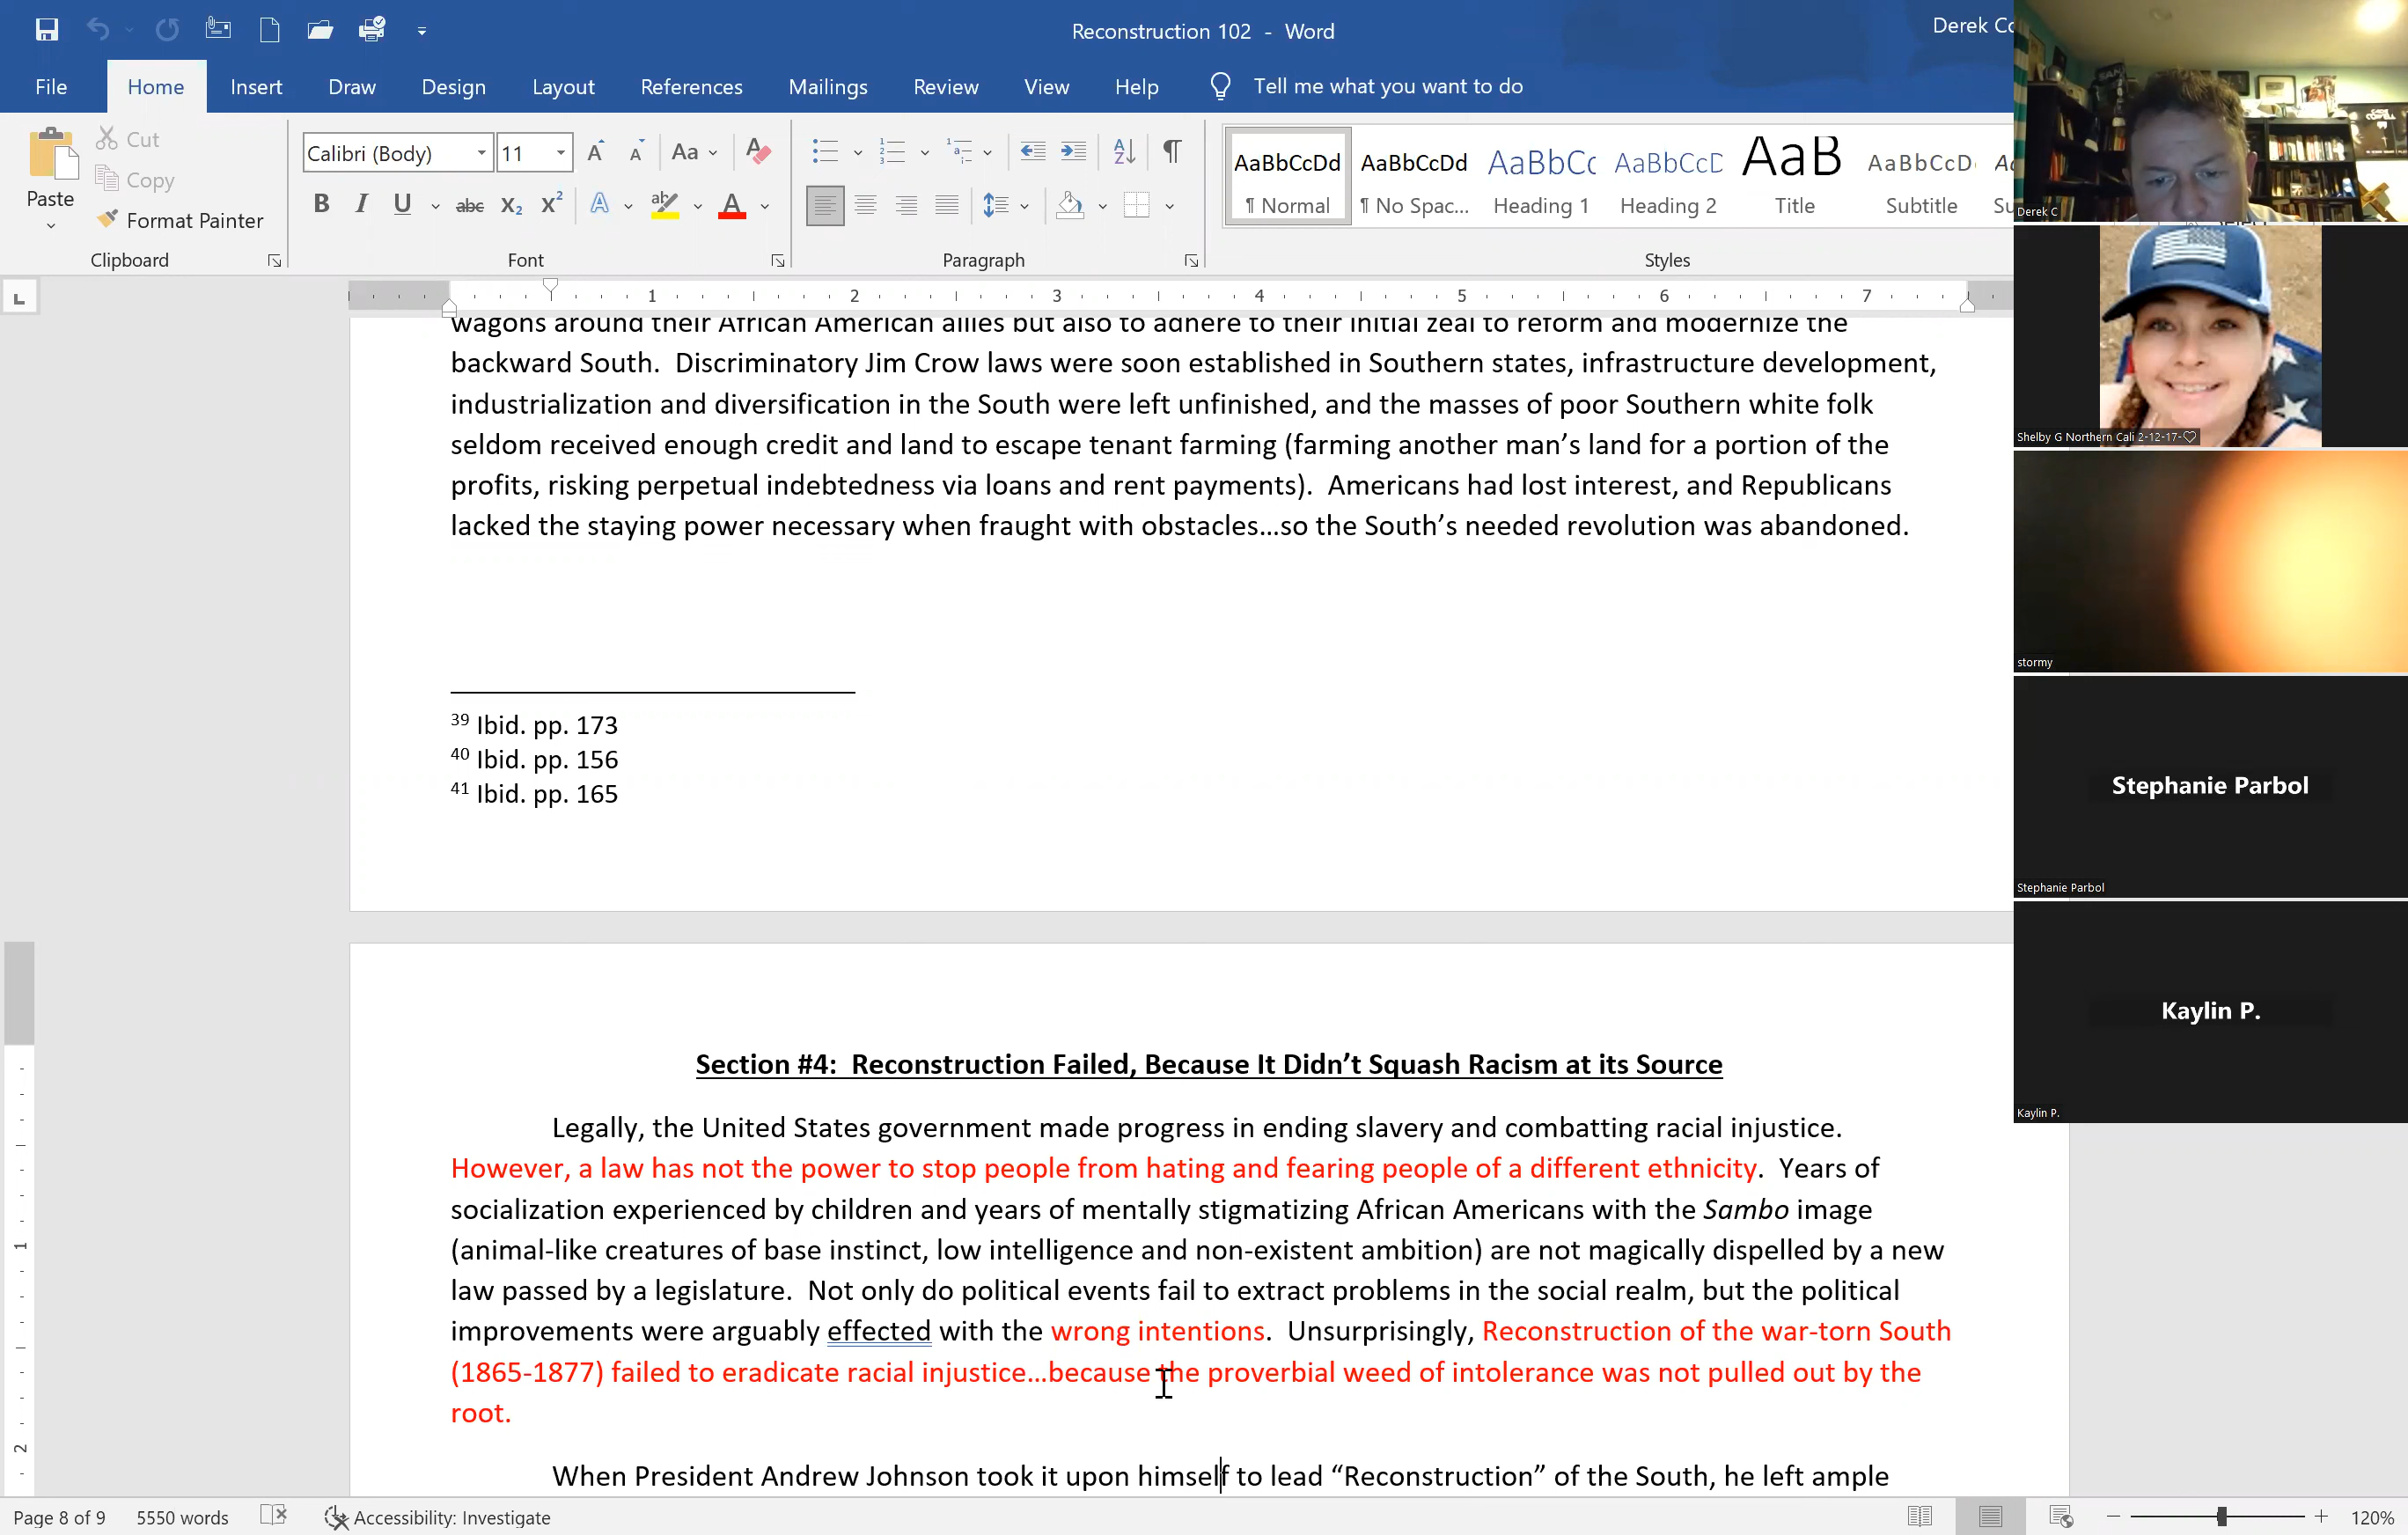 Reconstruction 102 - Word
Derek Co
File Home Insert Draw Design Layout References Mailings Review View Help Tell me what you want to do
Paste
Cut
Copy
Format Painter
Clipboard
Calibri (Body) 11
Font
Paragraph
AaBbCcDd AaBbCcDd AaBbCc AaBbCcD AaB AaBbCcD
¶ Normal ¶ No Spac... Heading 1 Heading 2 Title Subtitle Su
Styles
1 2 3 4 5 6 7
wagons around their African American allies but also to adhere to their initial zeal to reform and modernize the
backward South. Discriminatory Jim Crow laws were soon established in Southern states, infrastructure development,
industrialization and diversification in the South were left unfinished, and the masses of poor Southern white folk
seldom received enough credit and land to escape tenant farming (farming another man's land for a portion of the
profits, risking perpetual indebtedness via loans and rent payments). Americans had lost interest, and Republicans
lacked the staying power necessary when fraught with obstacles…so the South's needed revolution was abandoned.
39 Ibid. pp. 173
40 Ibid. pp. 156
41 Ibid. pp. 165
Section #4: Reconstruction Failed, Because It Didn't Squash Racism at its Source
Legally, the United States government made progress in ending slavery and combatting racial injustice.
However, a law has not the power to stop people from hating and fearing people of a different ethnicity. Years of
socialization experienced by children and years of mentally stigmatizing African Americans with the Sambo image
(animal-like creatures of base instinct, low intelligence and non-existent ambition) are not magically dispelled by a new
law passed by a legislature. Not only do political events fail to extract problems in the social realm, but the political
improvements were arguably effected with the wrong intentions. Unsurprisingly, Reconstruction of the war-torn South
(1865-1877) failed to eradicate racial injustice…because the proverbial weed of intolerance was not pulled out by the
root.
When President Andrew Johnson took it upon himself to lead “Reconstruction” of the South, he left ample
Page 8 of 9 5550 words Accessibility: Investigate 120%
Derek C
Shelby G Northern Cali 2-12-17-♡
stormy
Stephanie Parbol
Stephanie Parbol
Kaylin P.
Kaylin P.